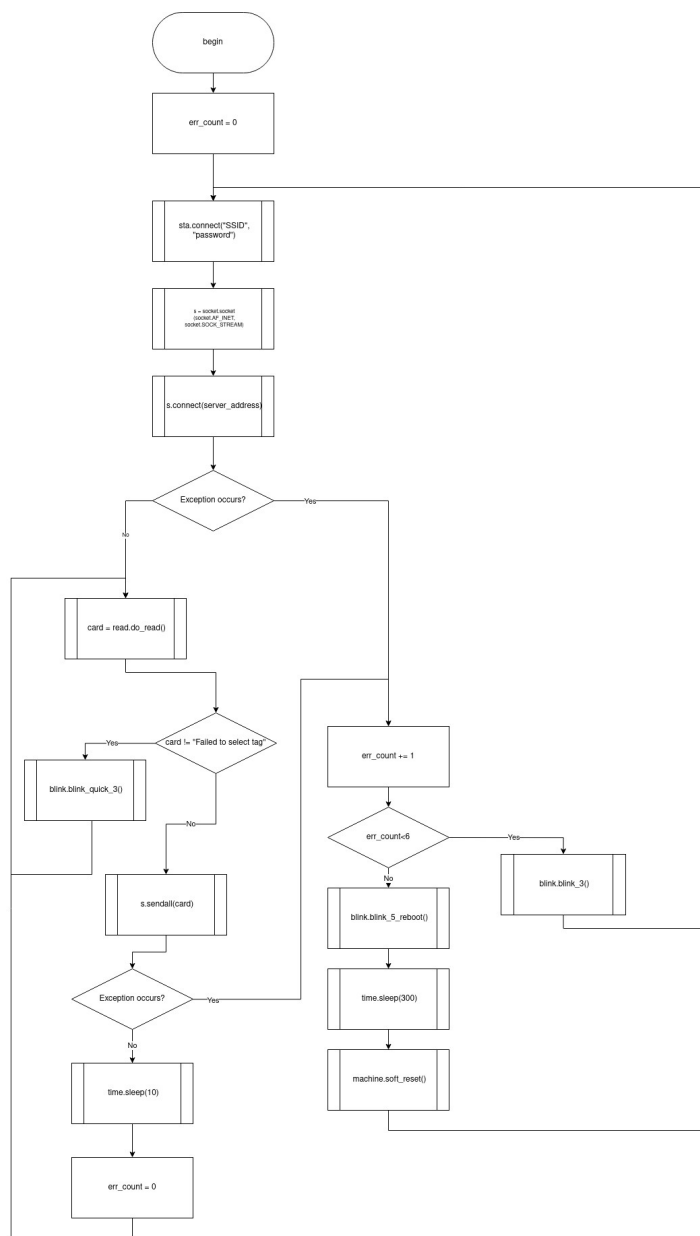 begin
err_count = 0
sta.connect("SSID",
"password")
s = socket.socket
(socket.AF_INET,
socket.SOCK_STREAM)
s.connect(server_address)
Exception occurs?
Yes
No
card = read.do_read()
card != "Failed to select tag"
Yes
blink.blink_quick_3()
err_count += 1
No
err_count<6
Yes
No
blink.blink_3()
s.sendall(card)
blink.blink_5_reboot()
Exception occurs?
Yes
time.sleep(300)
No
time.sleep(10)
machine.soft_reset()
err_count = 0